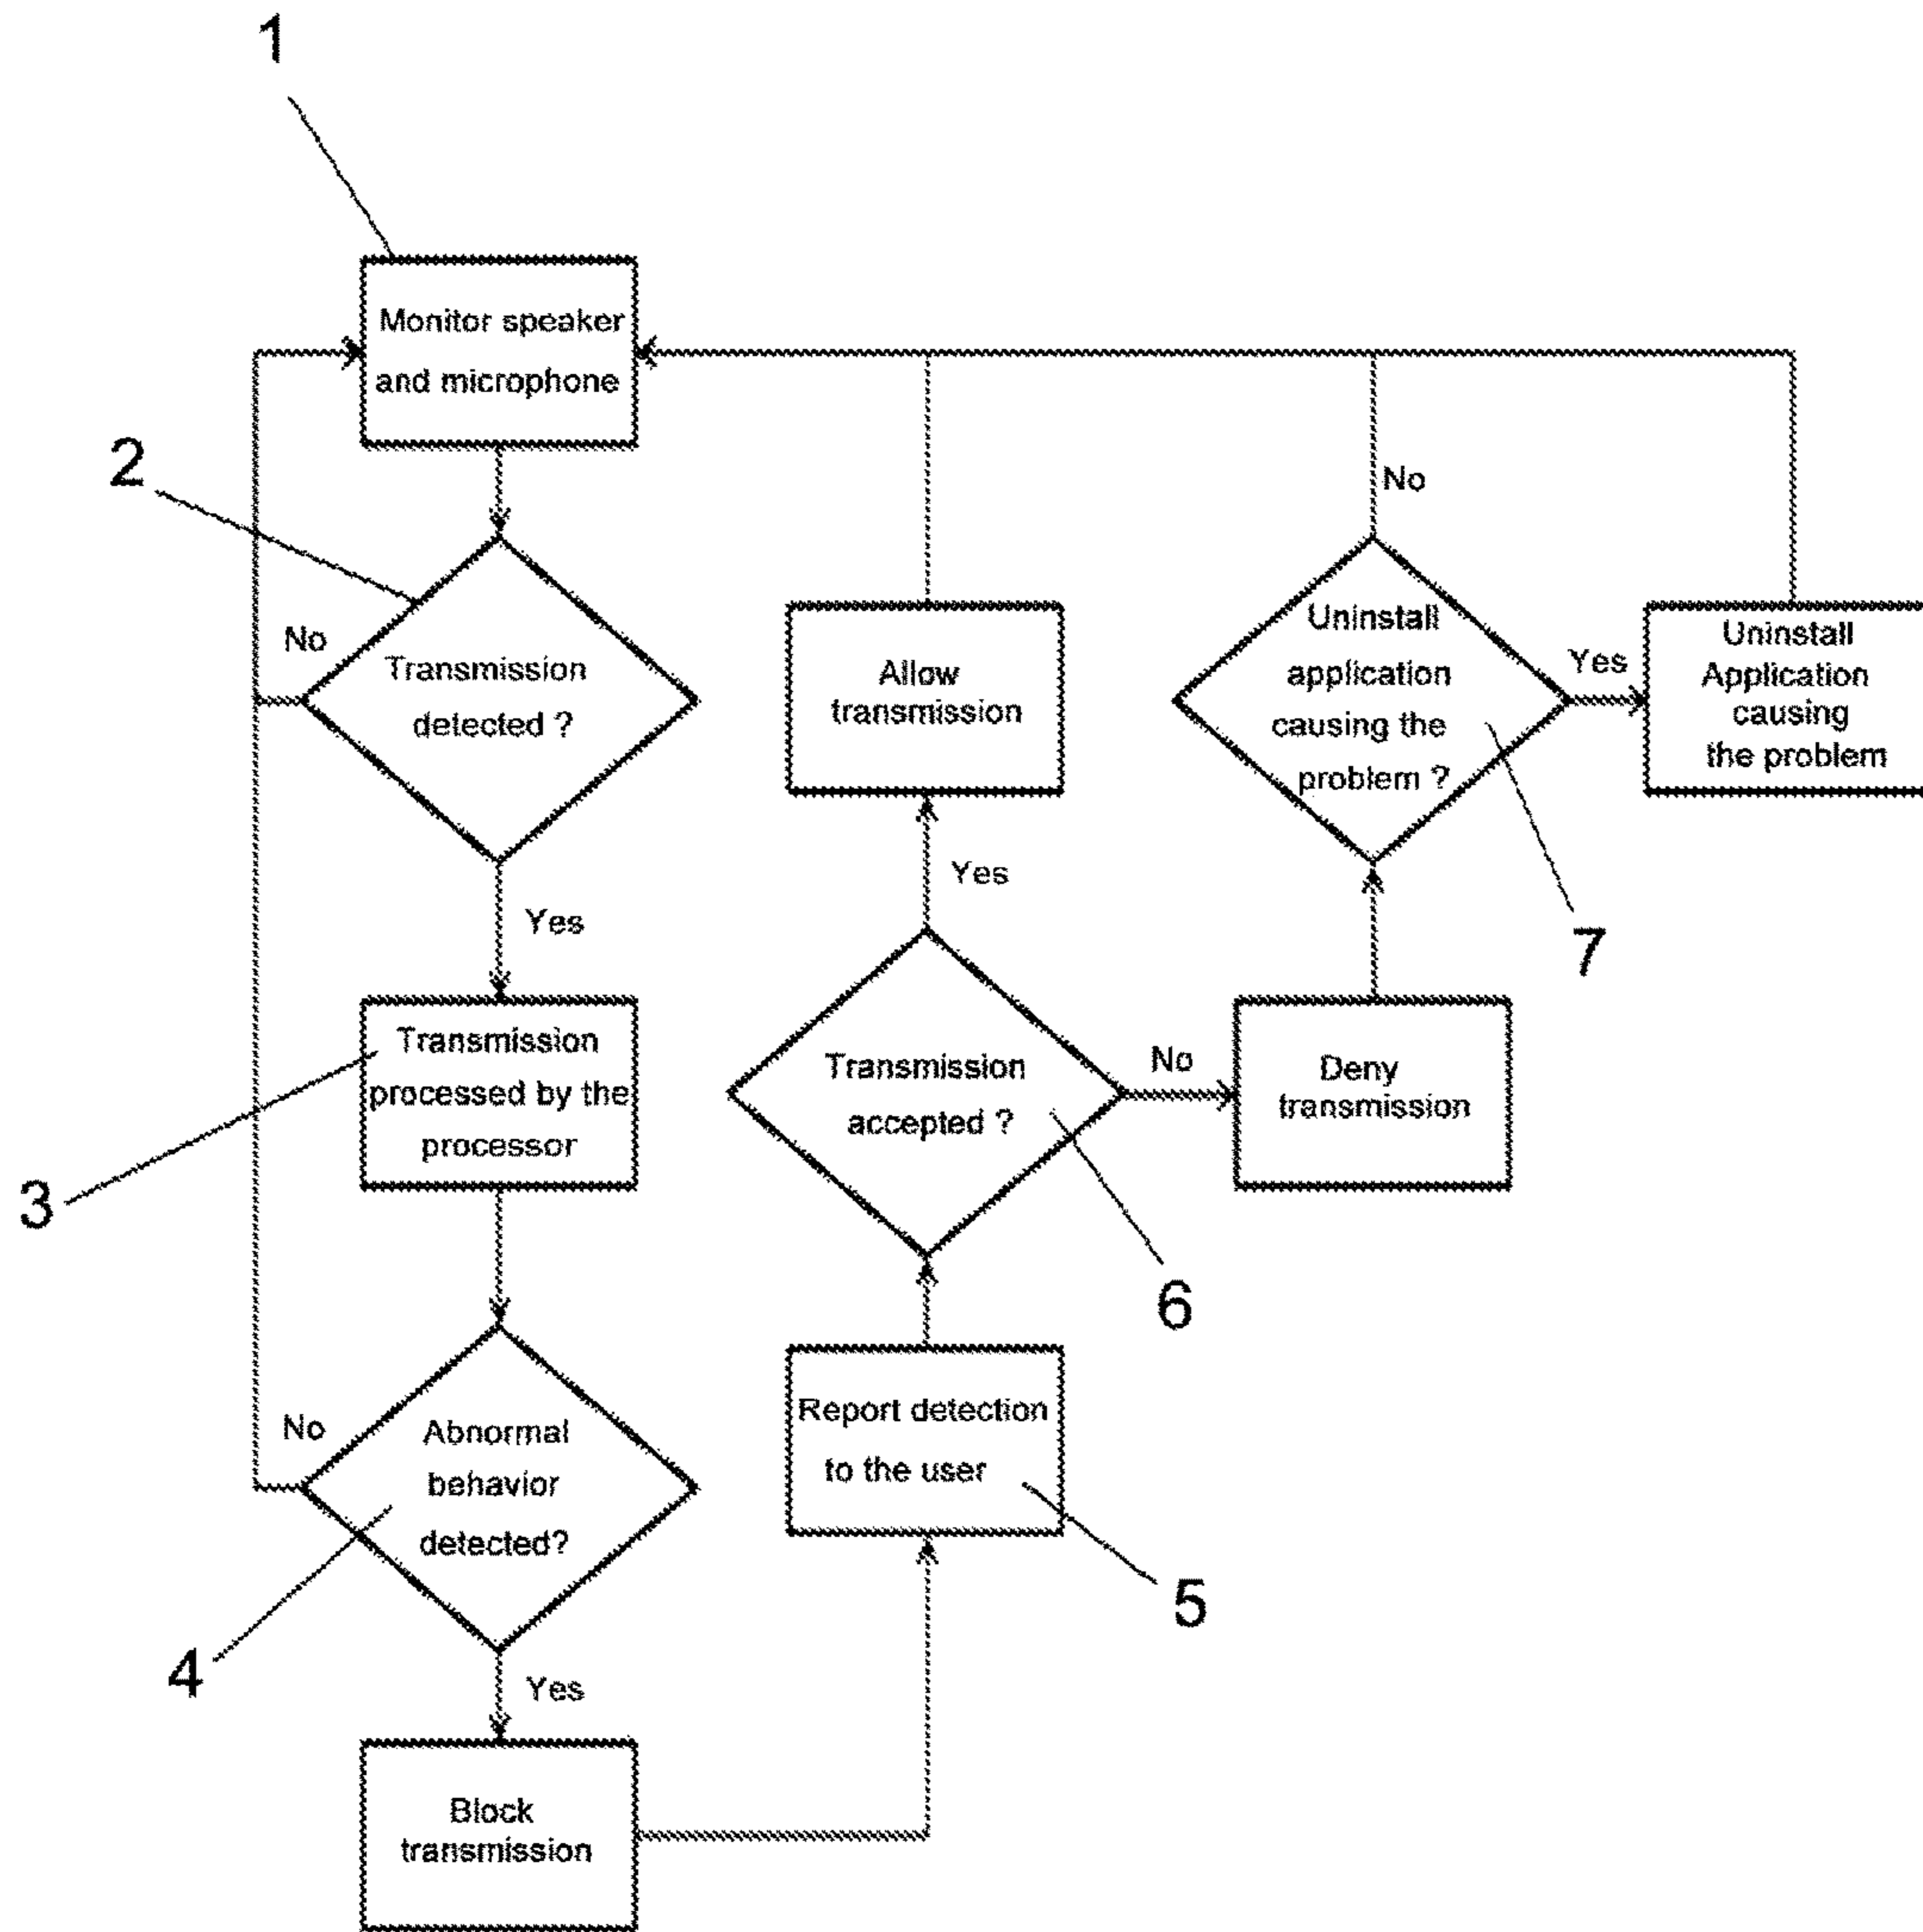 1
Monitor speaker
and microphone
2
No
Transmission
detected ?
Yes
3
Transmission
processed by the
processor
No
Abnormal
behavior
detected?
4
Yes
Block
transmission
Report detection
to the user
5
Transmission
accepted ?
6
Yes
Allow
transmission
No
Deny
transmission
Uninstall
application
causing the
problem ?
7
No
Yes
Uninstall
Application
causing
the problem